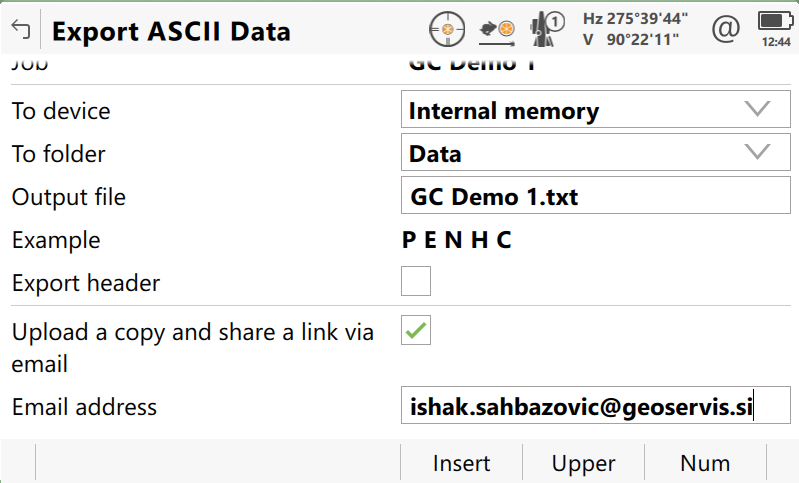 Export ASCII Data
1
Hz 275°39'44"
V 90°22'11"
@
12:44
Job GC Demo 1
To device Internal memory
To folder Data
Output file GC Demo 1.txt
Example P E N H C
Export header
Upload a copy and share a link via
email
Email address ishak.sahbazovic@geoservis.si
Insert Upper Num